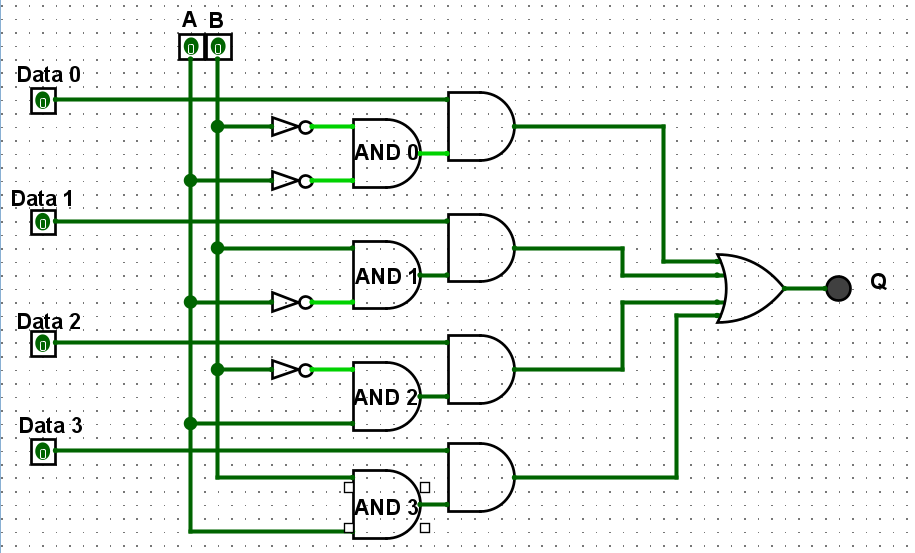 A B
0 0
Data 0
0
AND 0
Data 1
0
AND 1
Q
Data 2
0
AND 2
Data 3
0
AND 3